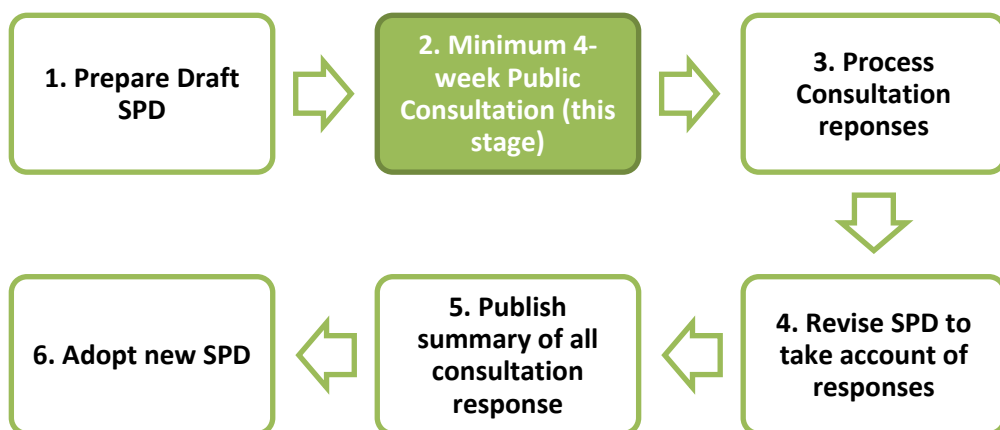 1. Prepare Draft
SPD
2. Minimum 4-
week Public
Consultation (this
stage)
3. Process
Consultation
reponses
4. Revise SPD to
take account of
responses
5. Publish
summary of all
consultation
response
6. Adopt new SPD